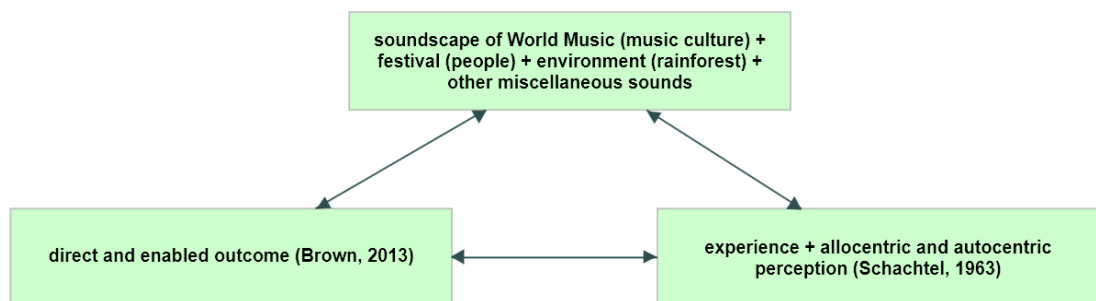 soundscape of World Music (music culture) +
festival (people) + environment (rainforest) +
other miscellaneous sounds
direct and enabled outcome (Brown, 2013)
experience + allocentric and autocentric
perception (Schachtel, 1963)